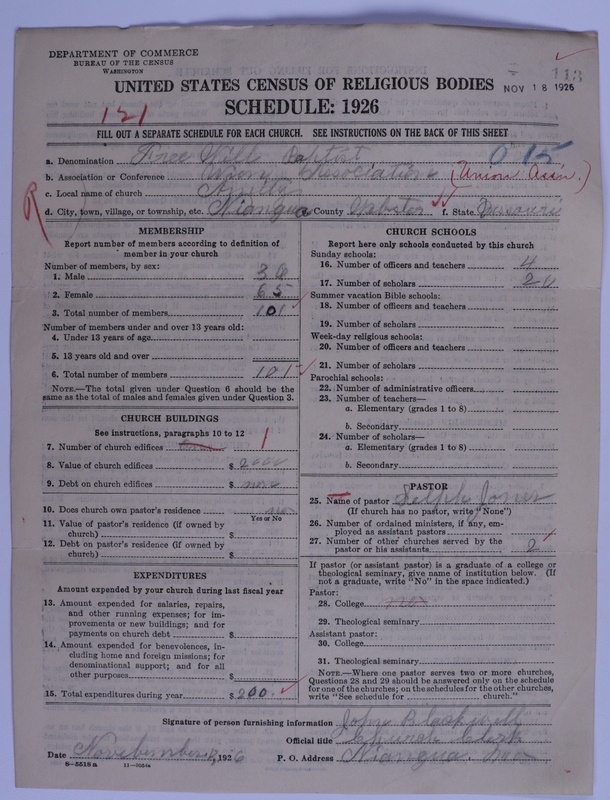 DEPARTMENT OF COMMERCE
BUREAU OF THE CENSUS
WASHINGTON
113
NOV 18 1926
UNITED STATES CENSUS OF RELIGIOUS BODIES
SCHEDULE: 1926
121
FILL OUT A SEPARATE SCHEDULE FOR EACH CHURCH. SEE INSTRUCTIONS ON THE BACK OF THIS SHEET
a. Denomination Free Will Baptist 015
b. Association or Conference Union Association (Union Assn.)
c. Local name of church
R
d. City, town, village, or township, etc. Niangua County Webster f. State Missouri
MEMBERSHIP
Report number of members according to definition of
member in your church
Number of members, by sex:
1. Male 36
2. Female 65
3. Total number of members 101
Number of members under and over 13 years old:
4. Under 13 years of age
5. 13 years old and over
6. Total number of members 101
NOTE.—The total given under Question 6 should be the
same as the total of males and females given under Question 3.
CHURCH BUILDINGS
See instructions, paragraphs 10 to 12
7. Number of church edifices 1
8. Value of church edifices $ 2000
9. Debt on church edifices $ none
10. Does church own pastor's residence no
Yes or No
11. Value of pastor's residence (if owned by
church) $
12. Debt on pastor's residence (if owned by
church) $
EXPENDITURES
Amount expended by your church during last fiscal year
13. Amount expended for salaries, repairs,
and other running expenses; for im-
provements or new buildings; and for
payments on church debt $
14. Amount expended for benevolences, in-
cluding home and foreign missions; for
denominational support; and for all
other purposes $
15. Total expenditures during year $ 200
CHURCH SCHOOLS
Report here only schools conducted by this church
Sunday schools:
16. Number of officers and teachers 4
17. Number of scholars
Summer vacation Bible schools:
18. Number of officers and teachers
19. Number of scholars
Week-day religious schools:
20. Number of officers and teachers
21. Number of scholars
Parochial schools:
22. Number of administrative officers
23. Number of teachers—
a. Elementary (grades 1 to 8)
b. Secondary
24. Number of scholars—
a. Elementary (grades 1 to 8)
b. Secondary
PASTOR
25. Name of pastor Jones
(If church has no pastor, write "None")
26. Number of ordained ministers, if any, em-
ployed as assistant pastors
27. Number of other churches served by the
pastor or his assistants 2
If pastor (or assistant pastor) is a graduate of a college or
theological seminary, give name of institution below. (If
not a graduate, write "No" in the space indicated.)
Pastor:
28. College
29. Theological seminary
Assistant pastor:
30. College
31. Theological seminary
NOTE.—Where one pastor serves two or more churches,
Questions 28 and 29 should be answered only on the schedule
for one of the churches; on the schedules for the other churches,
write "See schedule for church."
Signature of person furnishing information John B
Official title Church Clerk
Date November 1926 P. O. Address Niangua, Mo
8—5518a 11—9034a